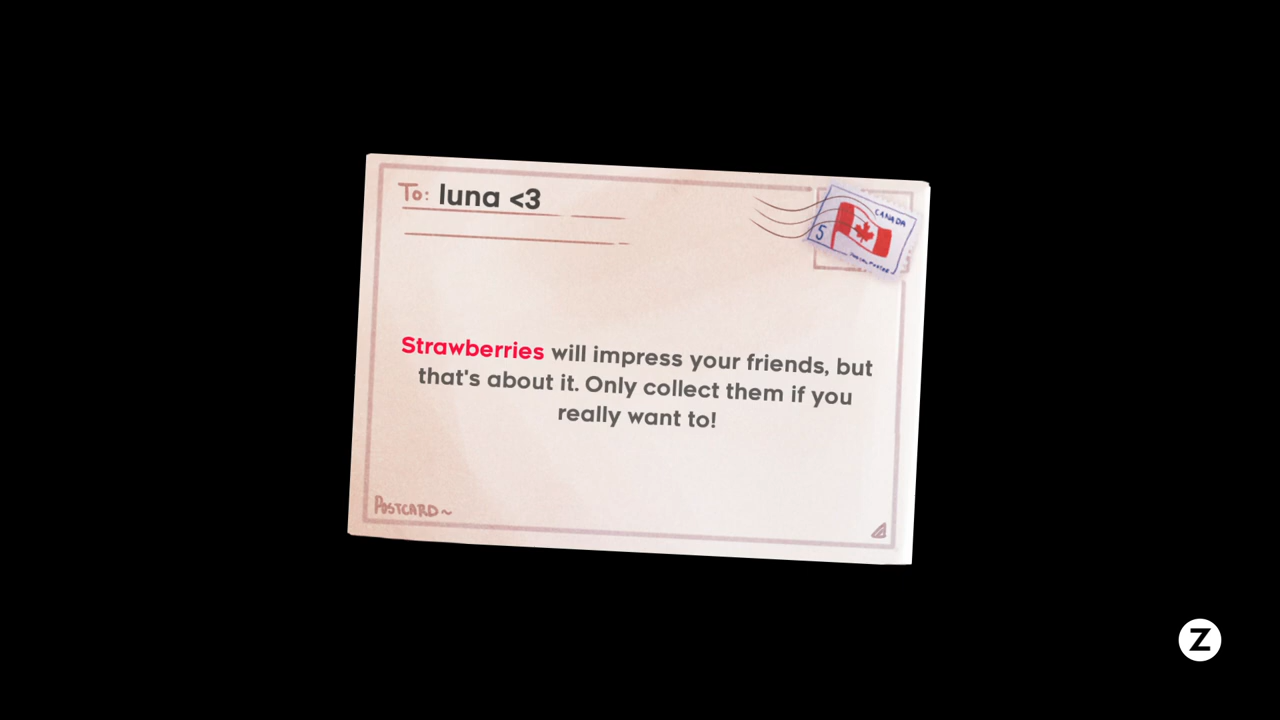 To: luna <3
CANADA
5
Strawberries will impress your friends, but
that's about it. Only collect them if you
really want to!
POSTCARD~
Z